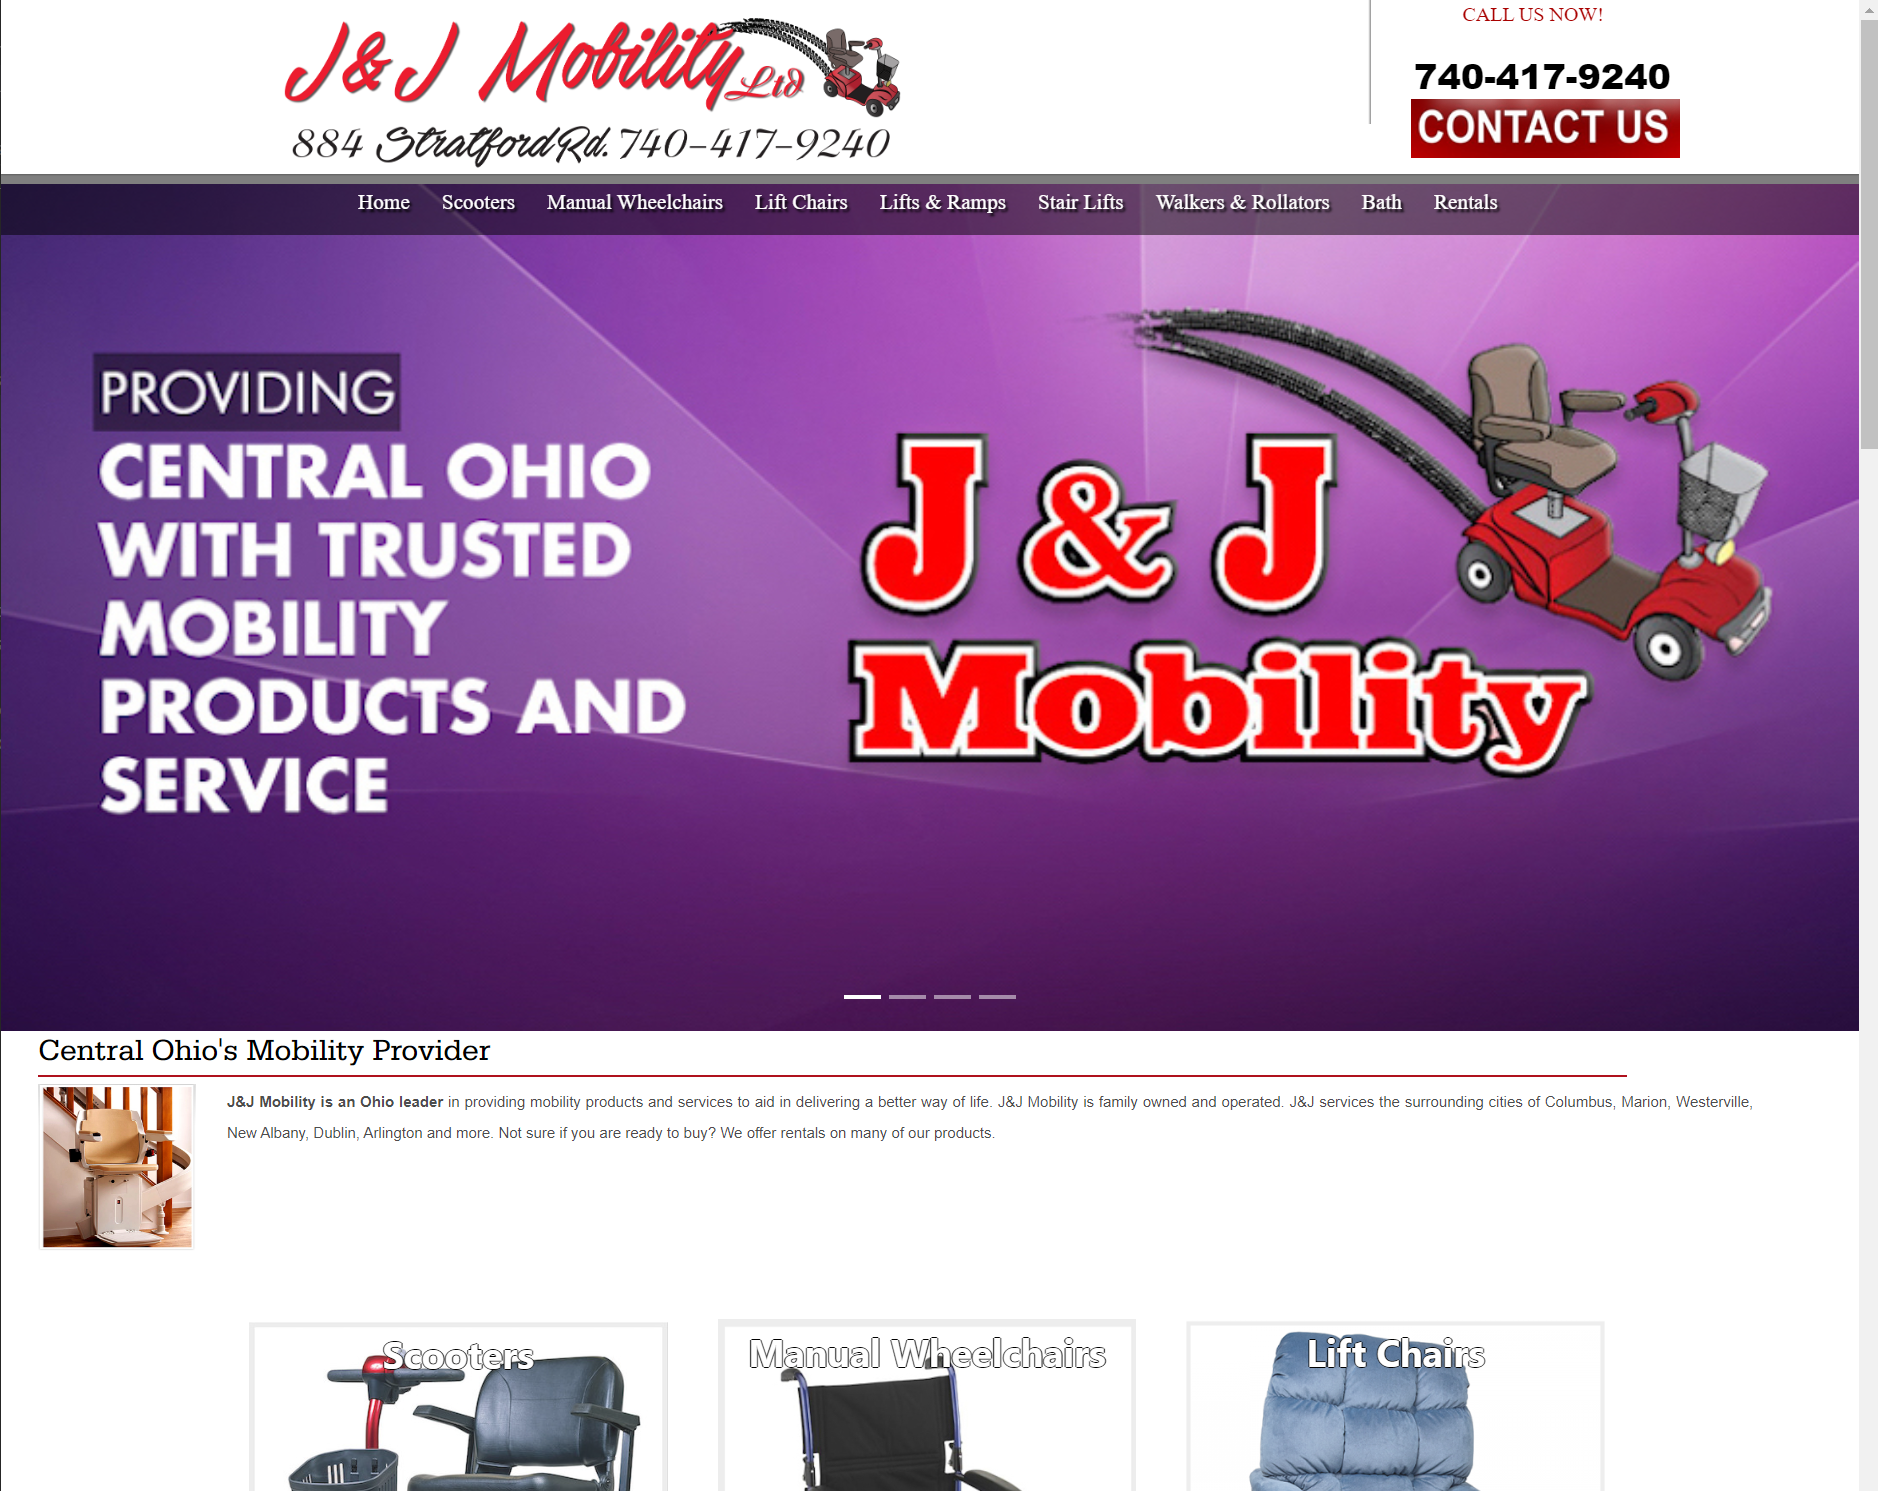 J&J Mobility Ltd
884 Stratford Rd. 740-417-9240
CALL US NOW!
740-417-9240
CONTACT US
Home Scooters Manual Wheelchairs Lift Chairs Lifts & Ramps Stair Lifts Walkers & Rollators Bath Rentals
PROVIDING
CENTRAL OHIO
WITH TRUSTED
MOBILITY
PRODUCTS AND
SERVICE
J & J
Mobility
Central Ohio's Mobility Provider
J&J Mobility is an Ohio leader in providing mobility products and services to aid in delivering a better way of life. J&J Mobility is family owned and operated. J&J services the surrounding cities of Columbus, Marion, Westerville,
New Albany, Dublin, Arlington and more. Not sure if you are ready to buy? We offer rentals on many of our products.
Scooters
Manual Wheelchairs
Lift Chairs